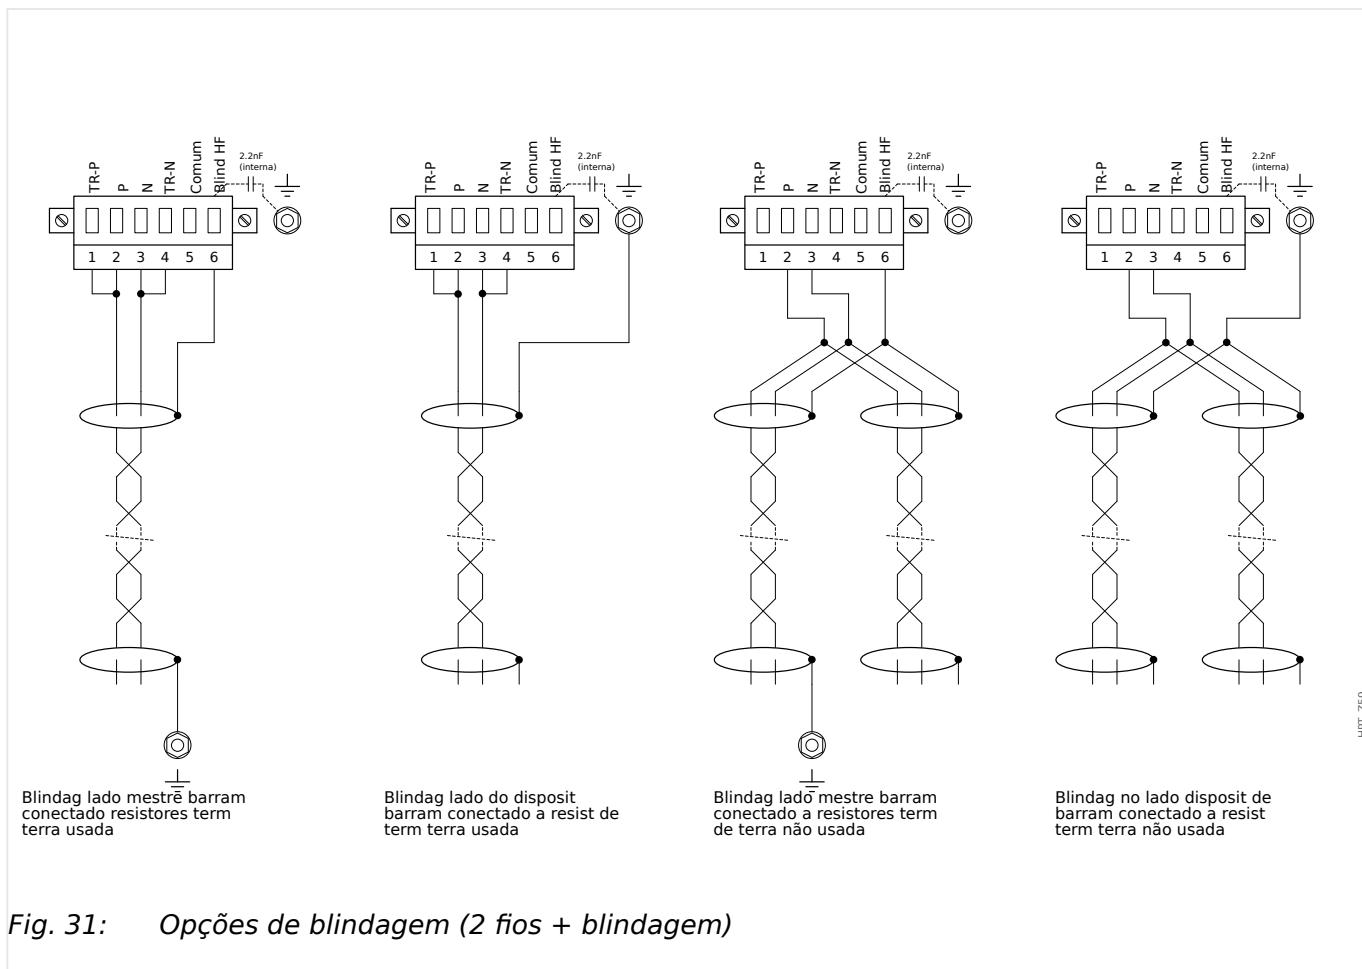 TR-P
P
N
TR-N
Comum
Blind HF
2.2nF
(interna)
1 2 3 4 5 6
TR-P
P
N
TR-N
Comum
Blind HF
2.2nF
(interna)
1 2 3 4 5 6
TR-P
P
N
TR-N
Comum
Blind HF
2.2nF
(interna)
1 2 3 4 5 6
TR-P
P
N
TR-N
Comum
Blind HF
2.2nF
(interna)
1 2 3 4 5 6
Blindag lado mestre barram
conectado resistores term
terra usada
Blindag lado do disposit
barram conectado a resist de
term terra usada
Blindag lado mestre barram
conectado a resistores term
de terra não usada
Blindag no lado disposit de
barram conectado a resist
term terra não usada
Fig. 31: Opções de blindagem (2 fios + blindagem)